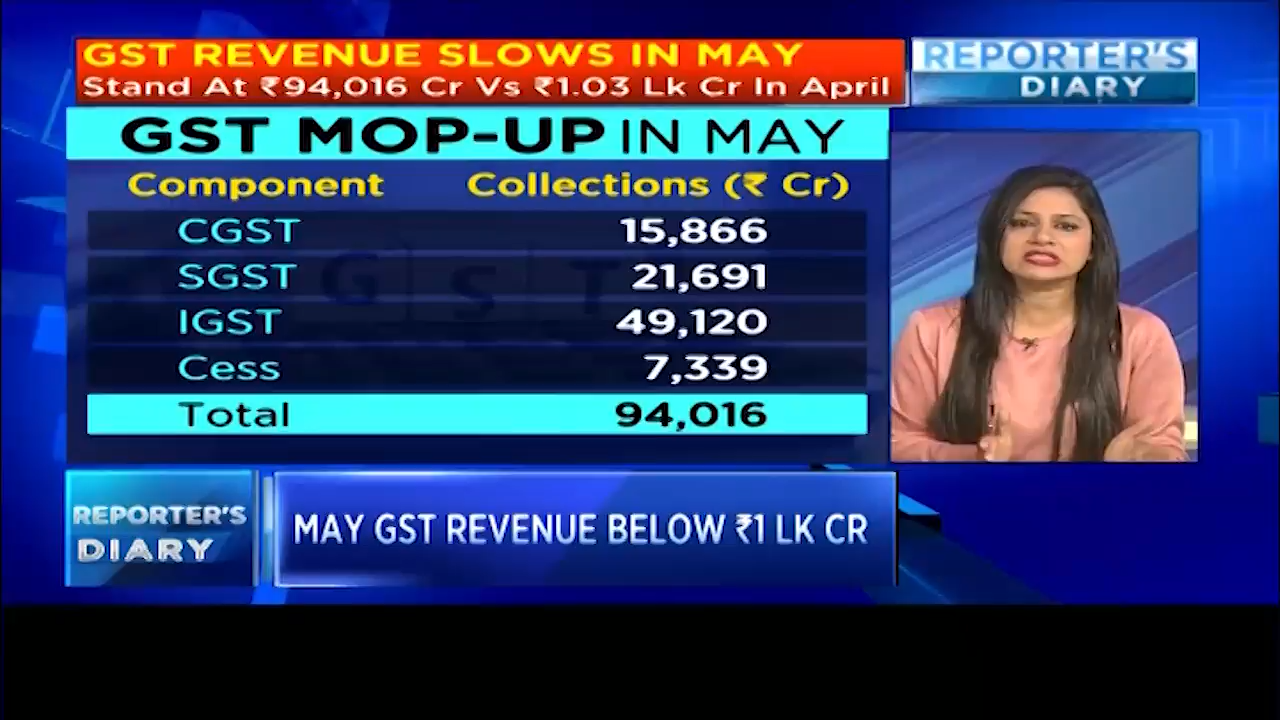 GST REVENUE SLOWS IN MAY
Stand At ₹94,016 Cr Vs ₹1.03 Lk Cr In April
REPORTER'S
DIARY
GST MOP-UP IN MAY
Component Collections (₹ Cr)
CGST 15,866
SGST 21,691
IGST 49,120
Cess 7,339
Total 94,016
GST
REPORTER'S
DIARY
MAY GST REVENUE BELOW ₹1 LK CR